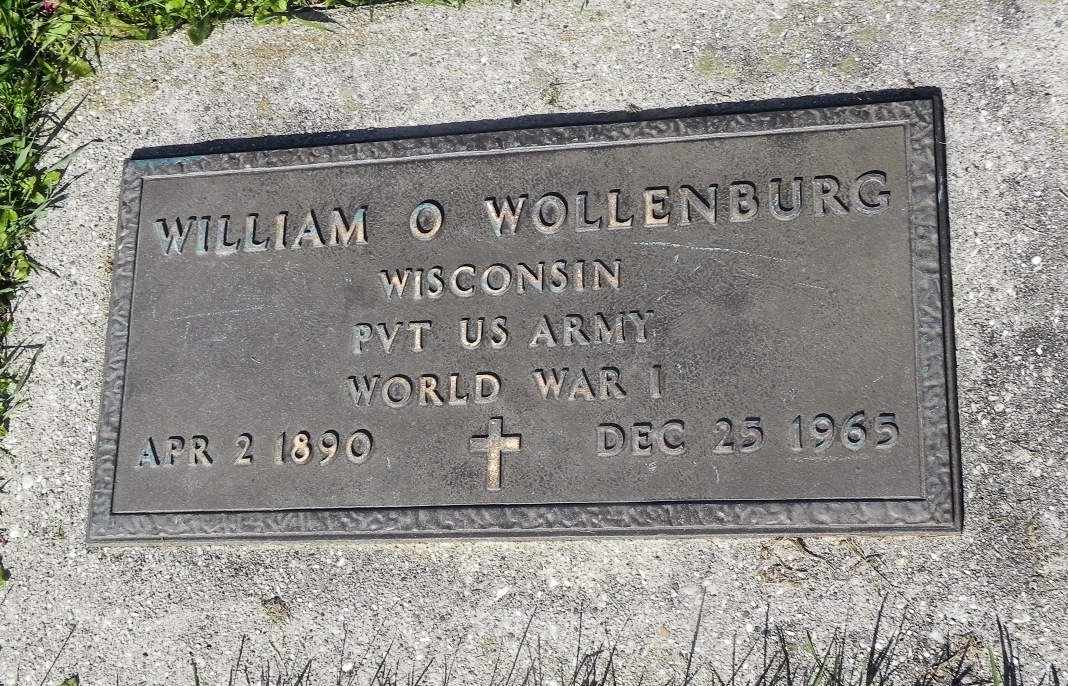 WILLIAM O WOLLENBURG
WISCONSIN
PVT US ARMY
WORLD WAR I
APR 2 1890 DEC 25 1965